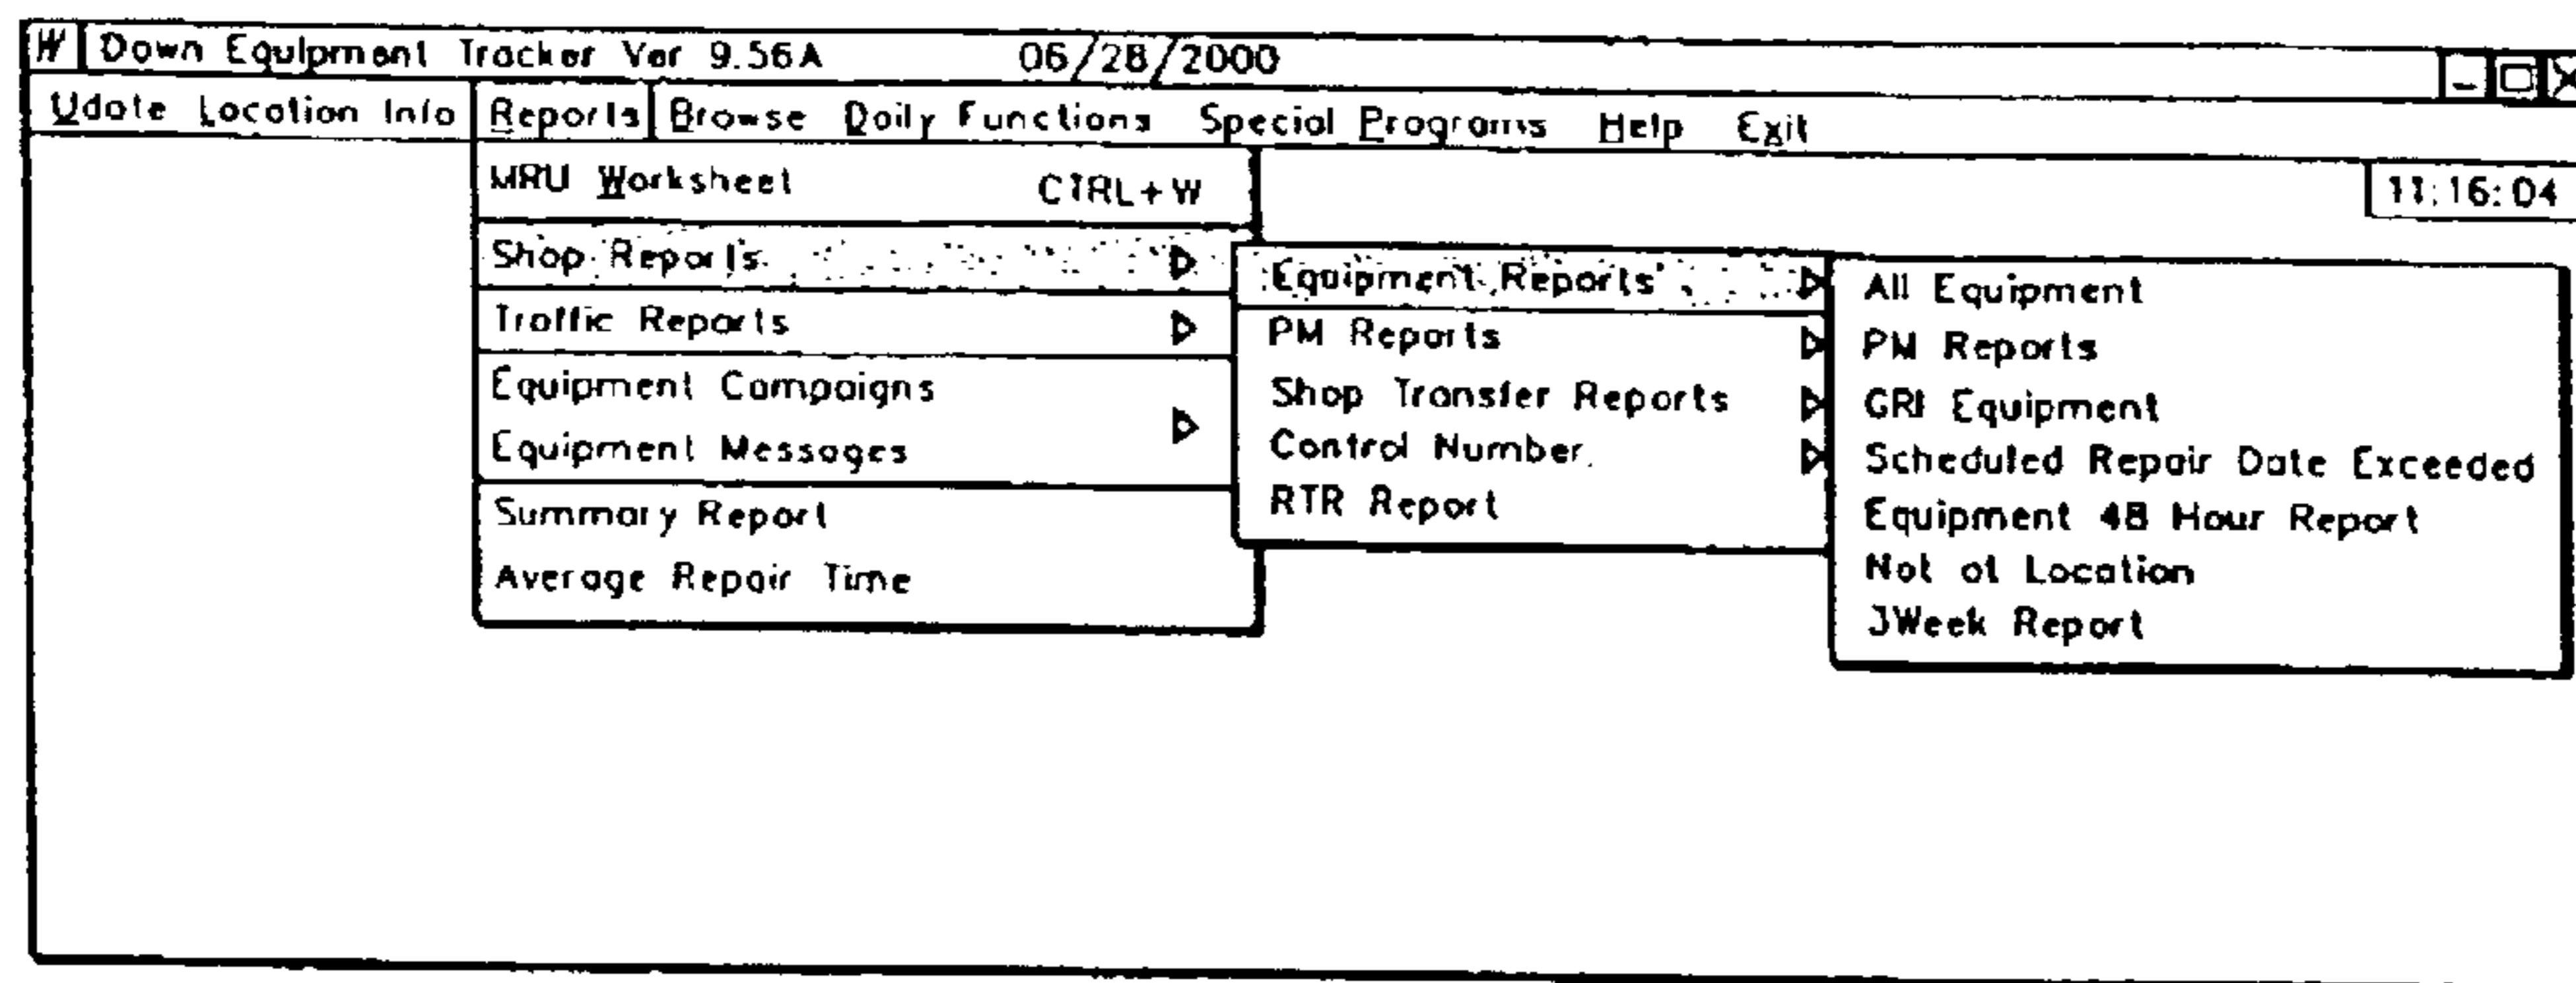 W Down Equipment Tracker Ver 9.56A 06/28/2000
Udate Location Info Reports Browse Daily Functions Special Programs Help Exit
11:16:04
MRU Worksheet CTRL+W
Shop Reports
Traffic Reports
Equipment Campaigns
Equipment Messages
Summary Report
Average Repair Time
Equipment Reports
PM Reports
Shop Transfer Reports
Control Number
RTR Report
All Equipment
PM Reports
GRI Equipment
Scheduled Repair Date Exceeded
Equipment 48 Hour Report
Not at Location
3Week Report